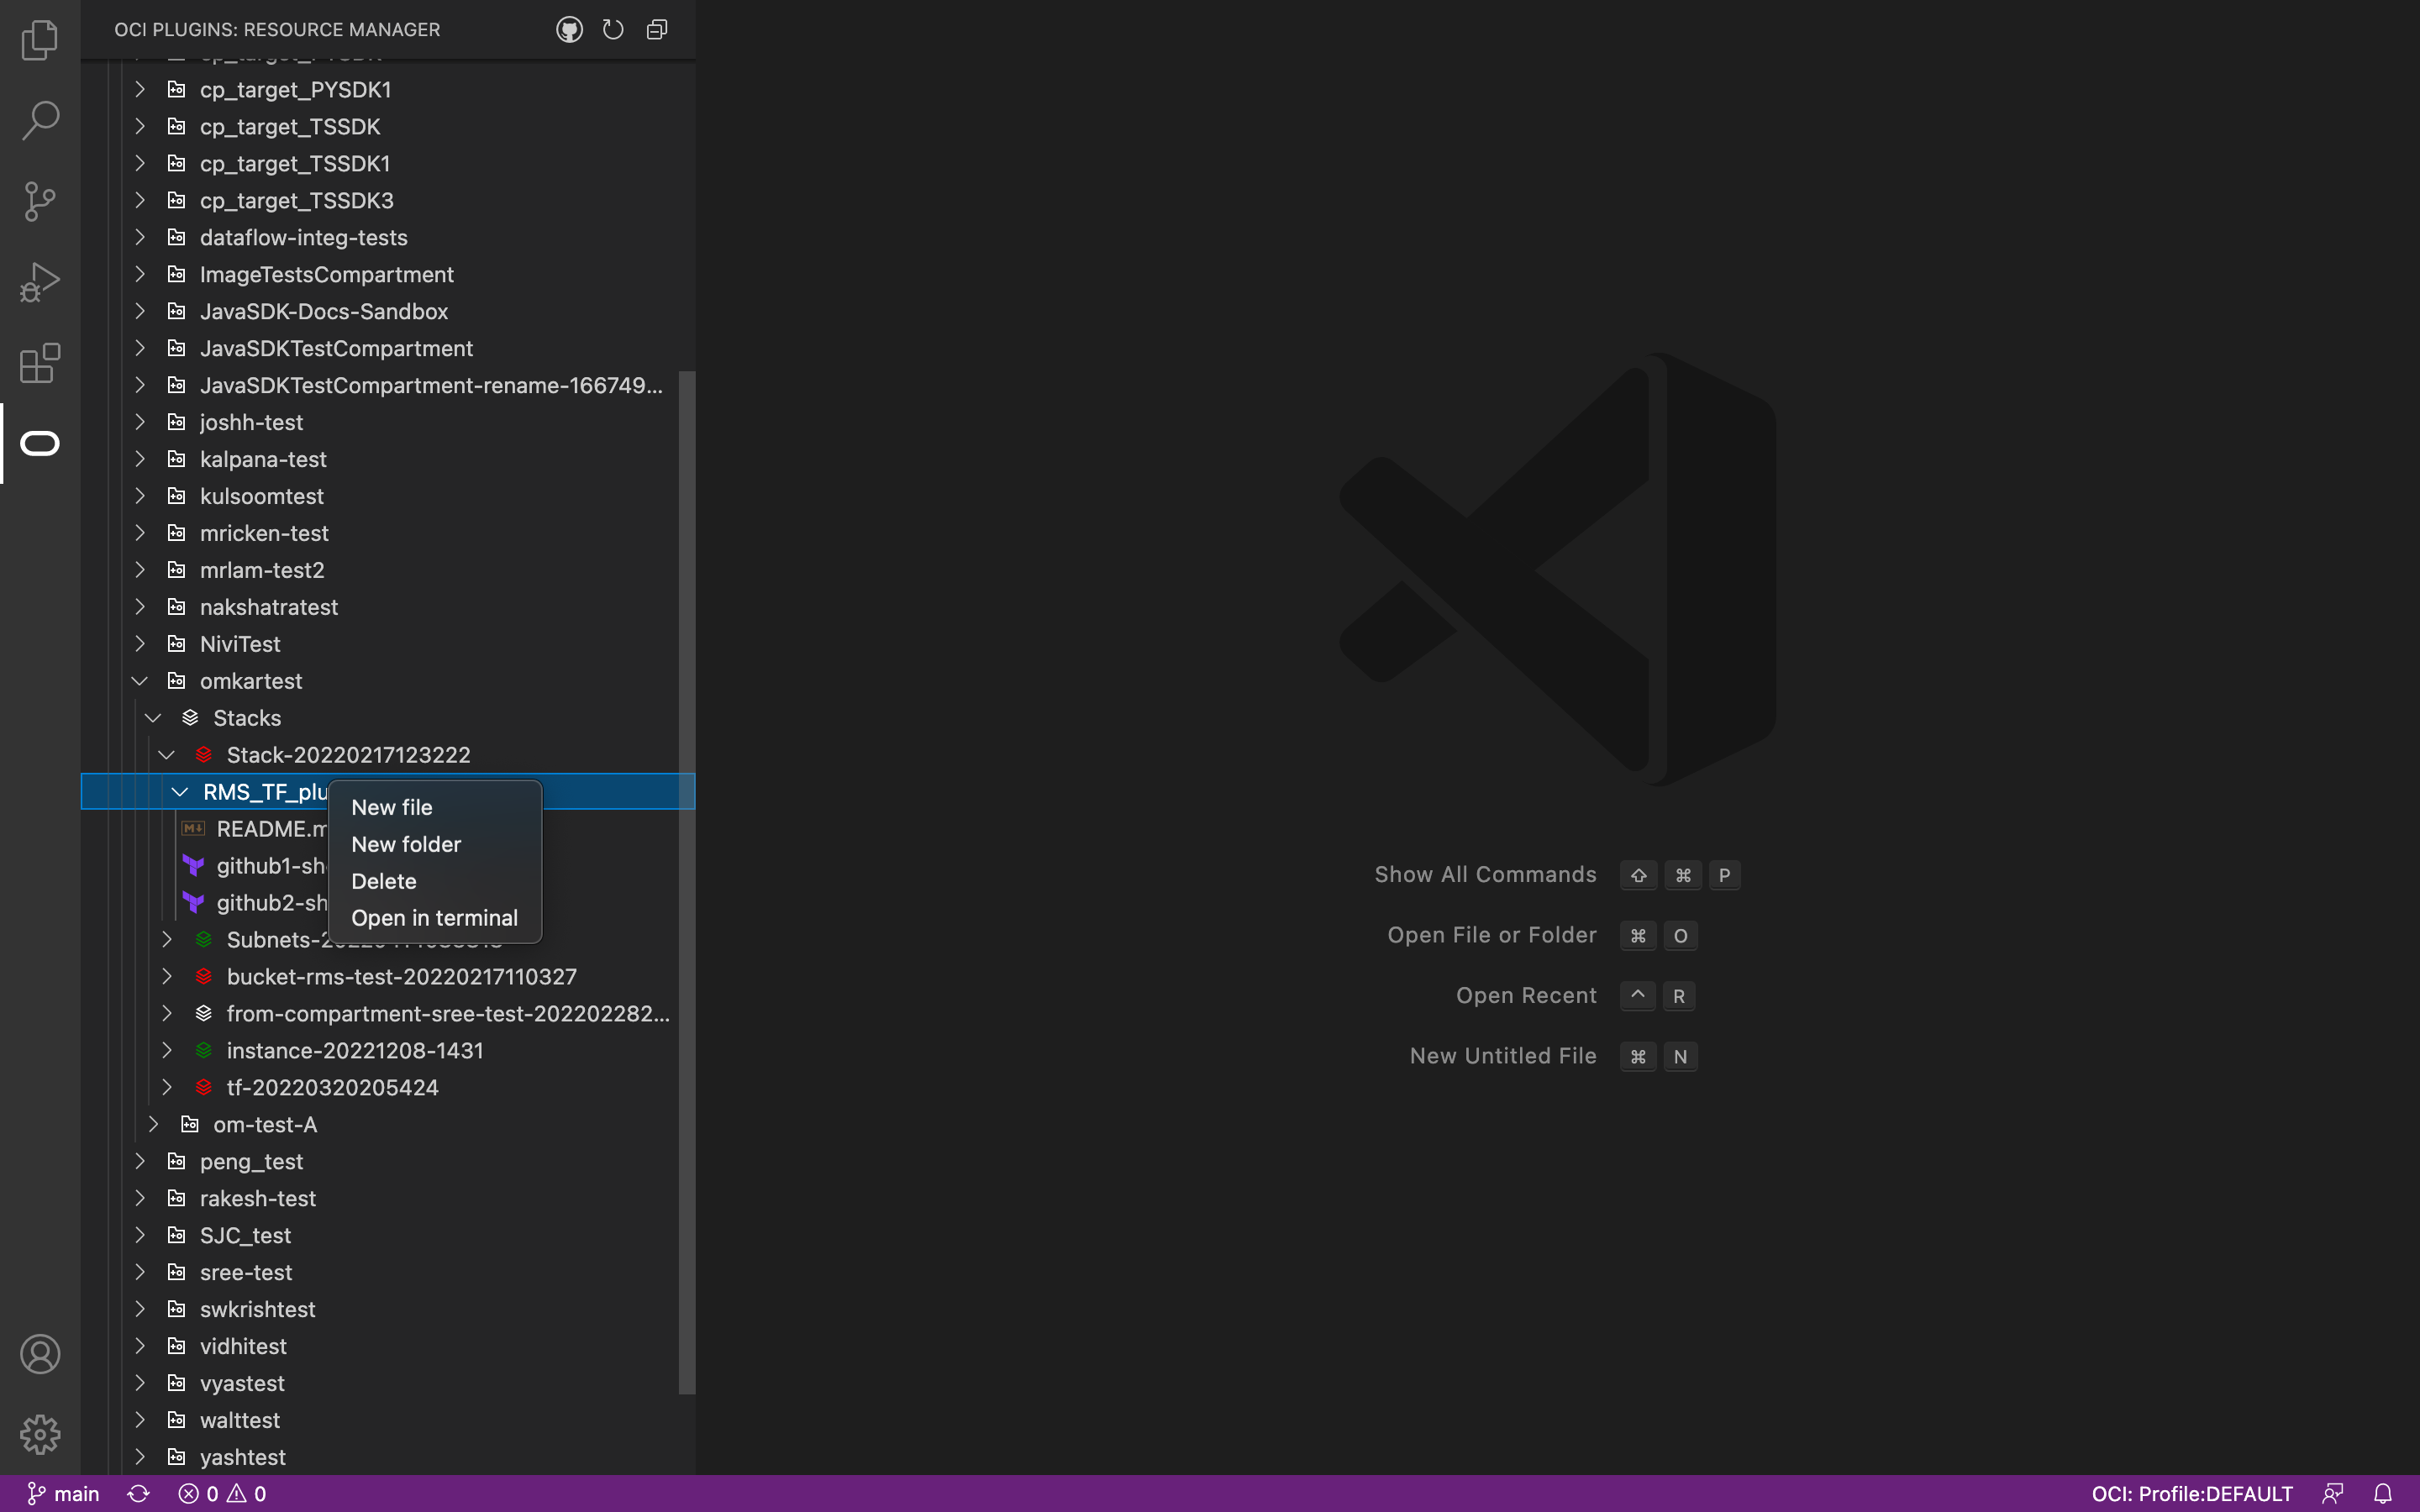 OCI PLUGINS: RESOURCE MANAGER
cp_target_PYSDK1
cp_target_TSSDK
cp_target_TSSDK1
cp_target_TSSDK3
dataflow-integ-tests
ImageTestsCompartment
JavaSDK-Docs-Sandbox
JavaSDKTestCompartment
JavaSDKTestCompartment-rename-166749...
joshh-test
kalpana-test
kulsoomtest
mricken-test
mrlam-test2
nakshatratest
NiviTest
omkartest
Stacks
Stack-20220217123222
RMS_TF_plu
README.m
github1-sh
github2-sh
Subnets-
bucket-rms-test-20220217110327
from-compartment-sree-test-202202282...
instance-20221208-1431
tf-20220320205424
om-test-A
peng_test
rakesh-test
SJC_test
sree-test
swkrishtest
vidhitest
vyastest
walttest
yashtest
New file
New folder
Delete
Open in terminal
Show All Commands ⇧ ⌘ P
Open File or Folder ⌘ O
Open Recent ^ R
New Untitled File ⌘ N
main 0 0
OCI: Profile:DEFAULT